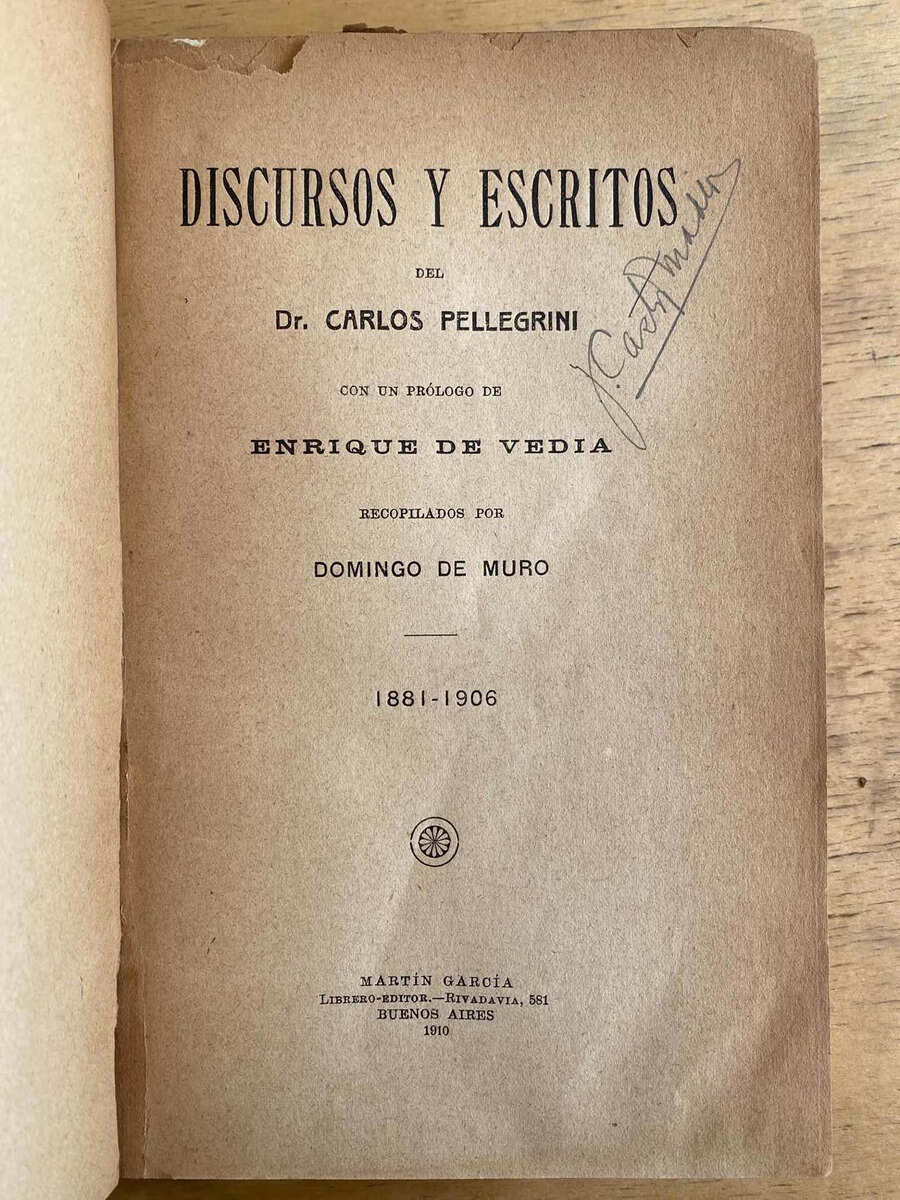 DISCURSOS Y ESCRITOS
DEL
Dr. CARLOS PELLEGRINI
CON UN PRÓLOGO DE
ENRIQUE DE VEDIA
RECOPILADOS POR
DOMINGO DE MURO
1881-1906
MARTÍN GARCÍA
LIBRERO-EDITOR.—RIVADAVIA, 581
BUENOS AIRES
1910